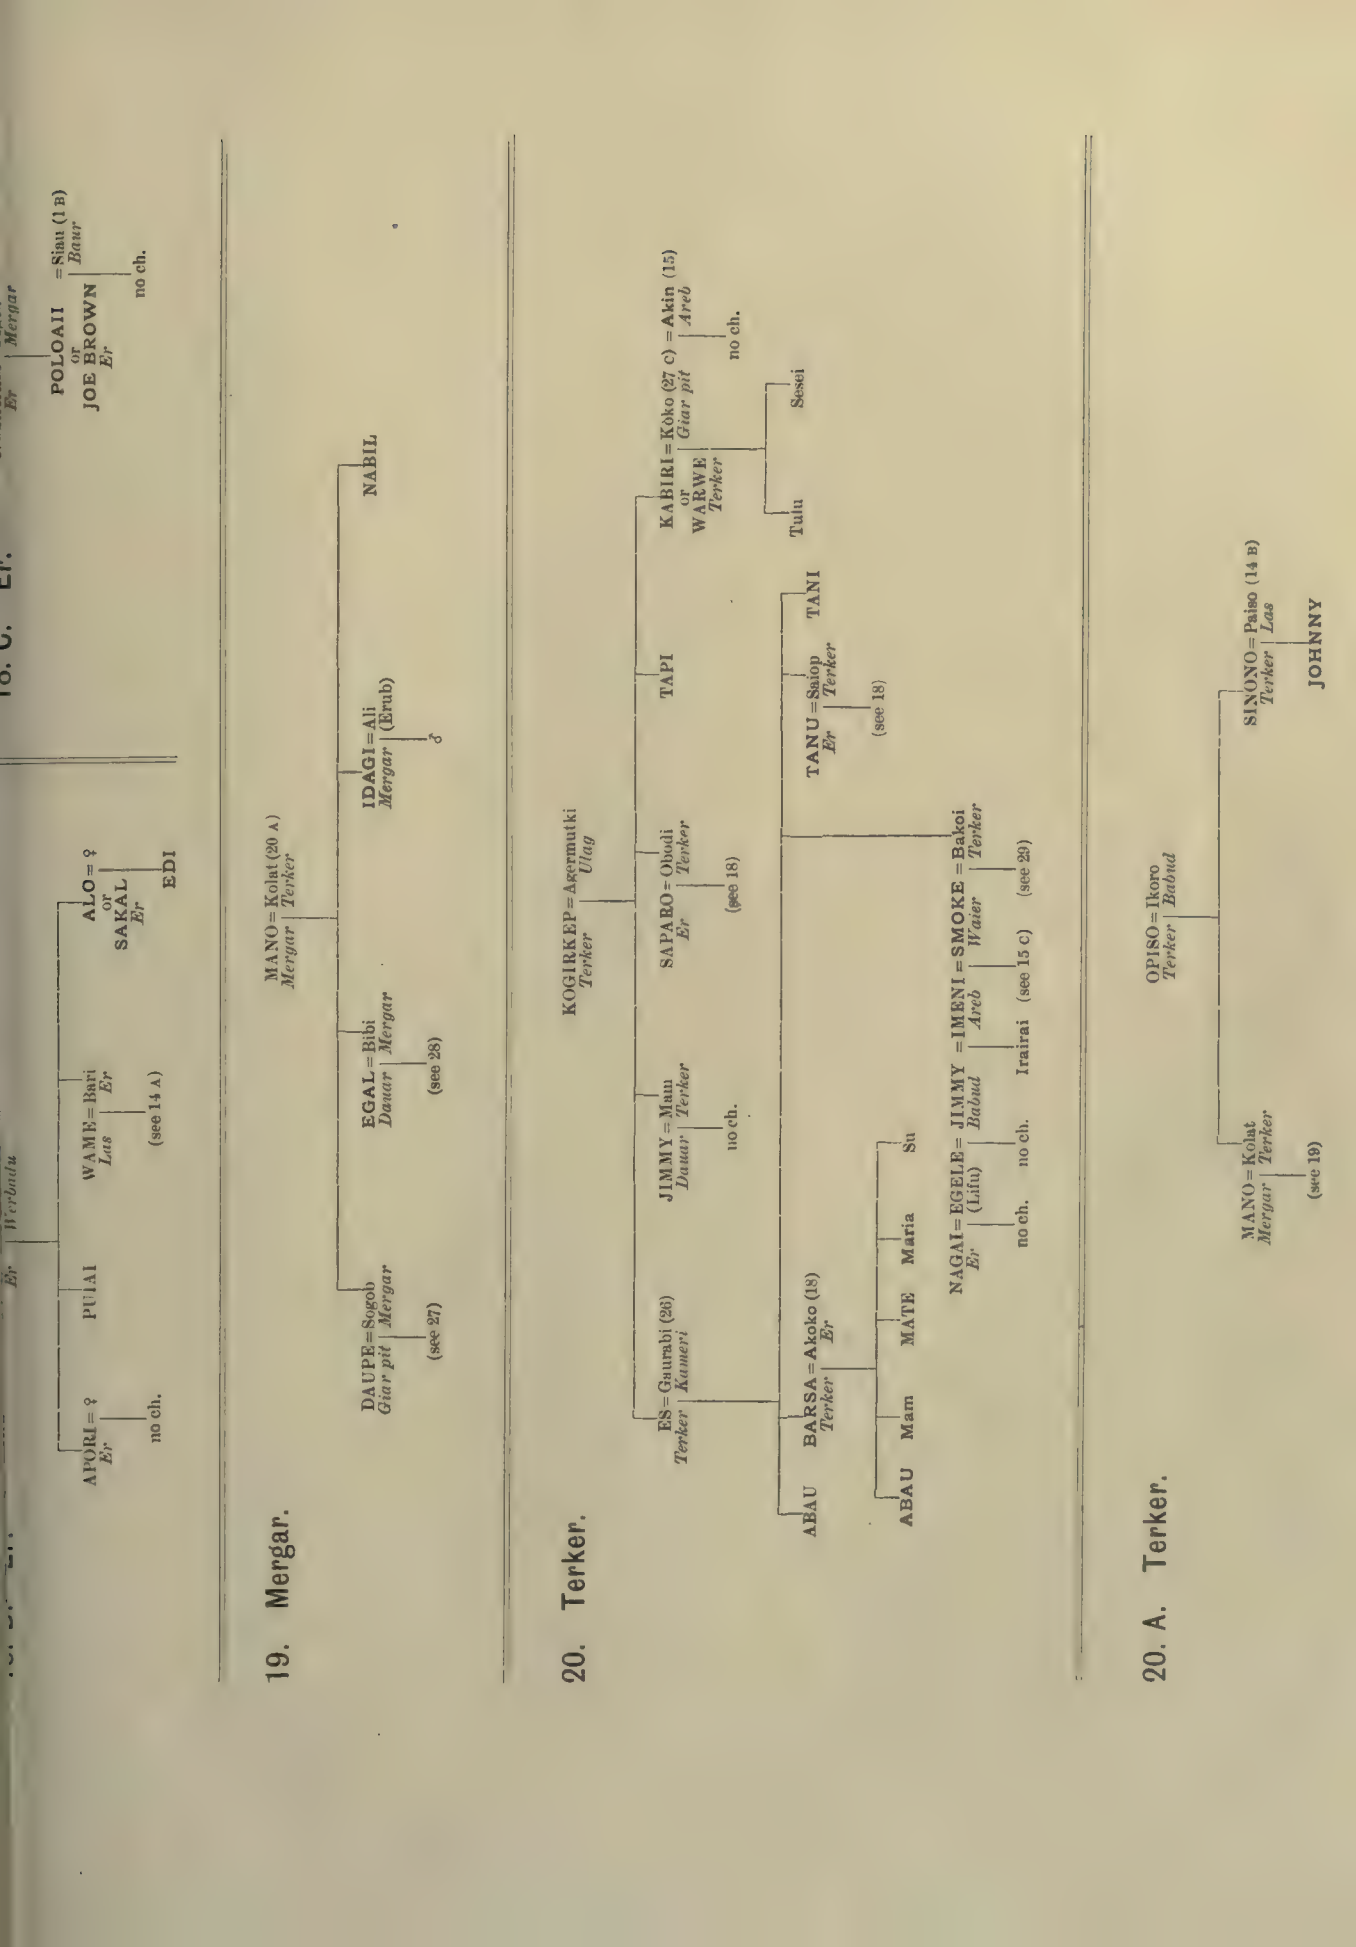 Er Mergar
POLOAII =Siau (1 B)
or Baur
JOE BROWN
Er
no ch.
Er Werbadu
APORI=♀ PUIAI WAME=Bari ALO=♀
Er Las Er or
SAKAL
Er
no ch. (see 14 A) EDI
19. Mergar.
MANO=Kolat (20 A)
Mergar Terker
DAUPE=Sogob EGAL=Bibi IDAGI=Ali NABIL
Giar pit Mergar Dauar Mergar Mergar (Erub)
(see 27) (see 28) ♂
20. Terker.
KOGIRKEP=Agermutki
Terker Ulag
ES=Gaurabi (26) JIMMY=Mam SAPARO=Obodi TAPI KABIRI=Koko (27 C) =Akin (15)
Terker Kameri Dauar Terker Er Terker or Giar pit Areb
WARWE
Terker
no ch. (see 18) no ch.
Tulu Sesei
ABAU BARSA=Akoko (18) TANU=Saiop TANI
Terker Er Er Terker
(see 18)
ABAU Mam MATE Maria Su
NAGAI=EGELE= JIMMY =IMENI=SMOKE =Bakoi
Er (Lifu) Babud Areb Waier Terker
no ch. no ch. Irairai (see 15 C) (see 29)
20. A. Terker.
OPISO=Ikoro
Terker Babud
MANO=Kolat SINONO=Paiso (14 B)
Mergar Terker Terker Las
(see 19) JOHNNY